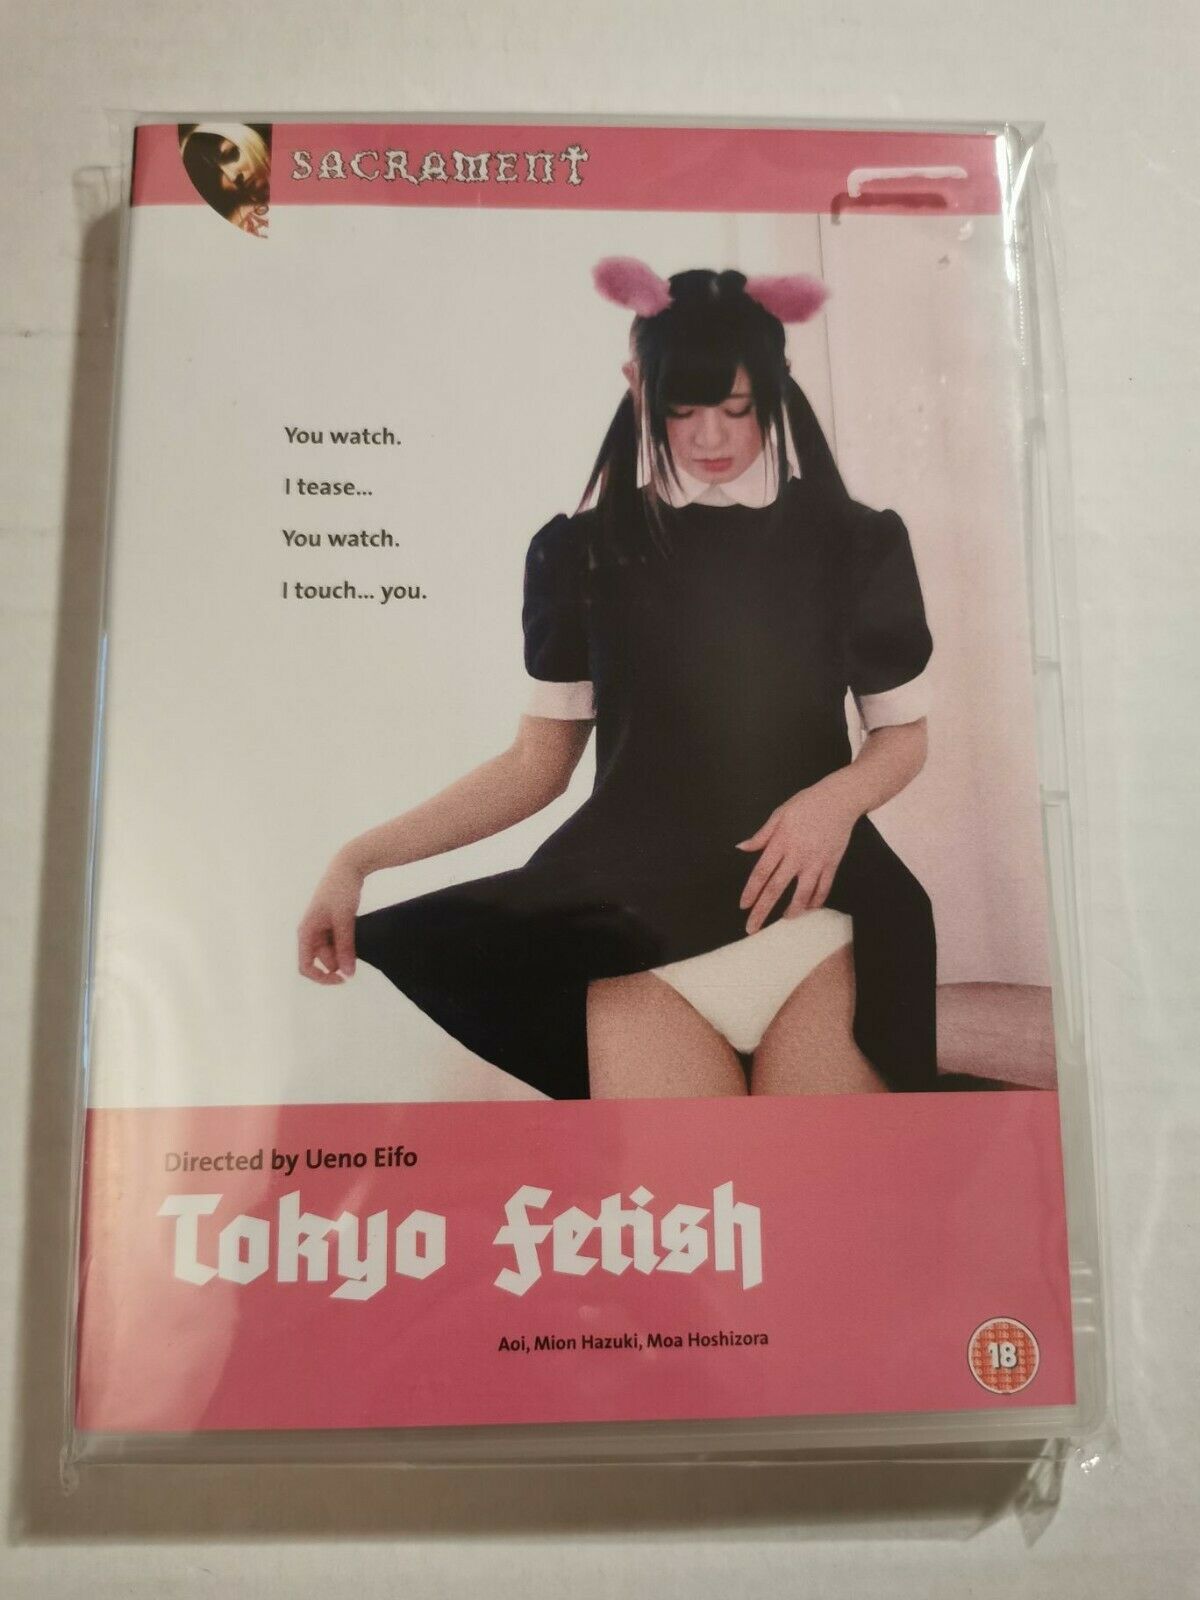 SACRAMENT
You watch.
I tease...
You watch.
I touch... you.
Directed by Ueno Eifo
Tokyo Fetish
Aoi, Mion Hazuki, Moa Hoshizora
18